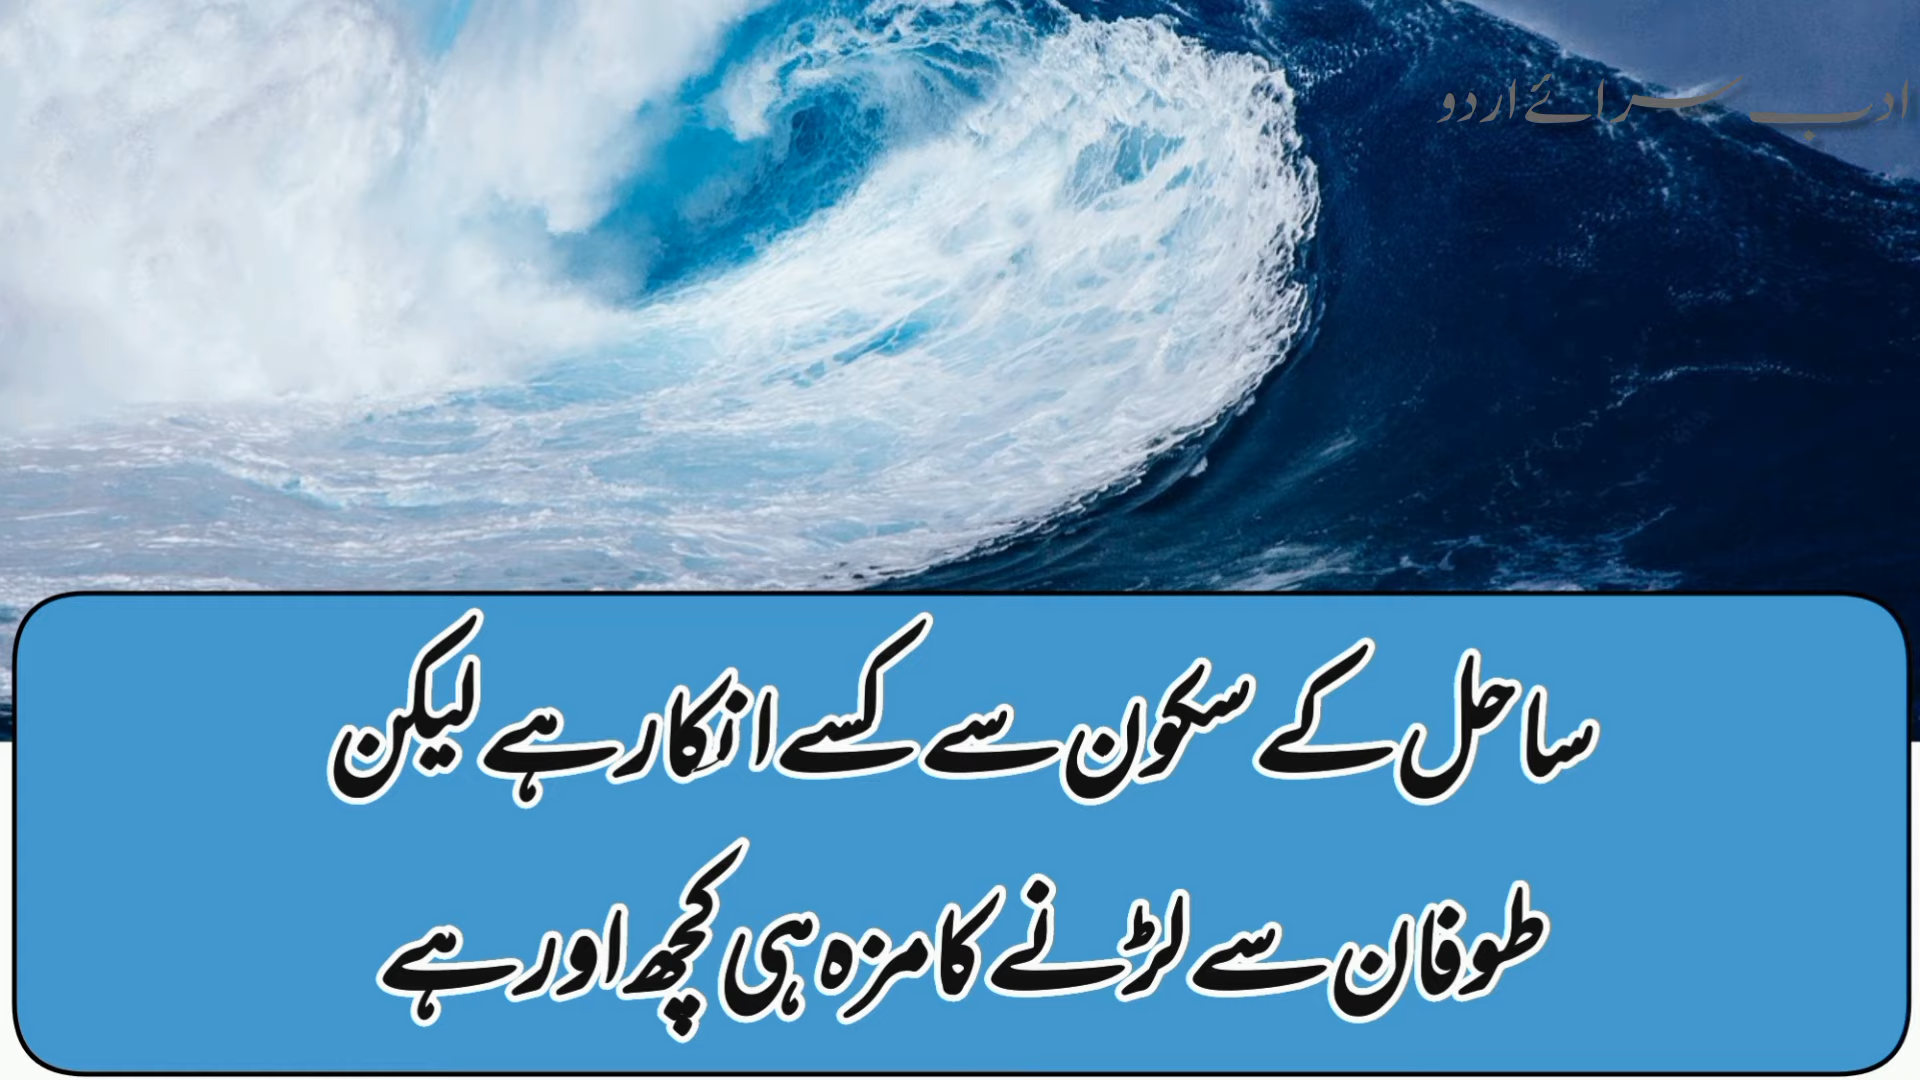 ادب سرائے اردو
ساحل کے سکون سے کسے انکار ہے لیکن
طوفان سے لڑنے کا مزہ ہی کچھ اور ہے